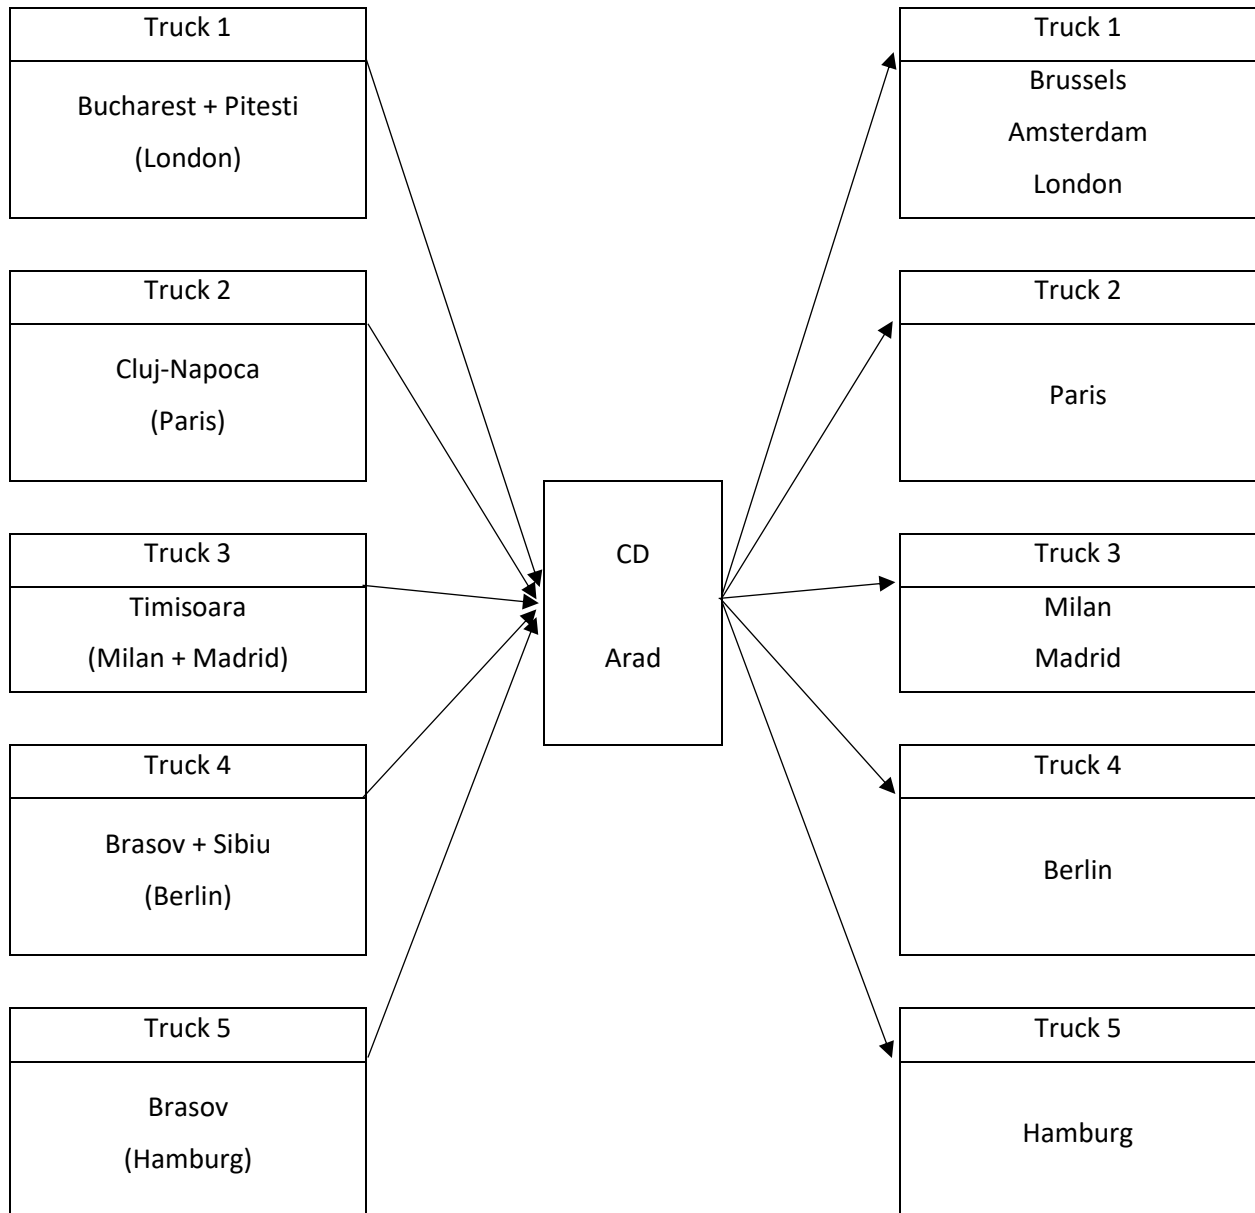 Truck 1
Bucharest + Pitesti
(London)
Truck 2
Cluj-Napoca
(Paris)
Truck 3
Timisoara
(Milan + Madrid)
Truck 4
Brasov + Sibiu
(Berlin)
Truck 5
Brasov
(Hamburg)
CD
Arad
Truck 1
Brussels
Amsterdam
London
Truck 2
Paris
Truck 3
Milan
Madrid
Truck 4
Berlin
Truck 5
Hamburg